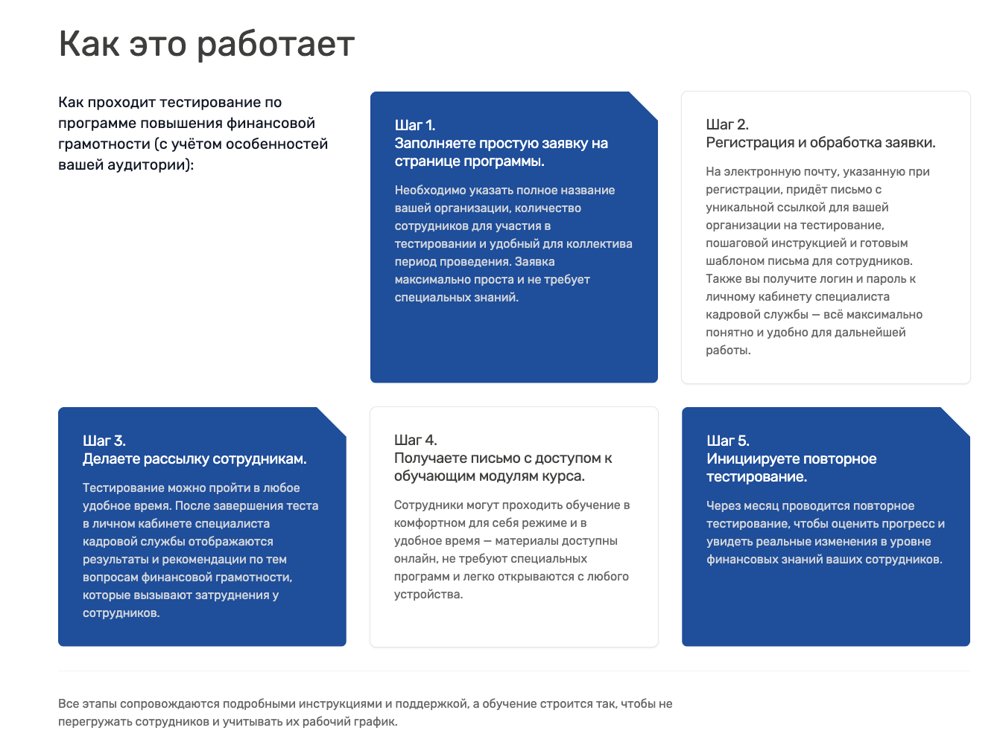 Как это работает
Как проходит тестирование по
программе повышения финансовой
грамотности (с учётом особенностей
вашей аудитории):
Шаг 1.
Заполняете простую заявку на
странице программы.
Необходимо указать полное название
вашей организации, количество
сотрудников для участия в
тестировании и удобный для коллектива
период проведения. Заявка
максимально проста и не требует
специальных знаний.
Шаг 2.
Регистрация и обработка заявки.
На электронную почту, указанную при
регистрации, придёт письмо с
уникальной ссылкой для вашей
организации на тестирование,
пошаговой инструкцией и готовым
шаблоном письма для сотрудников.
Также вы получите логин и пароль к
личному кабинету специалиста
кадровой службы — всё максимально
понятно и удобно для дальнейшей
работы.
Шаг 3.
Делаете рассылку сотрудникам.
Тестирование можно пройти в любое
удобное время. После завершения теста
в личном кабинете специалиста
кадровой службы отображаются
результаты и рекомендации по тем
вопросам финансовой грамотности,
которые вызывают затруднения у
сотрудников.
Шаг 4.
Получаете письмо с доступом к
обучающим модулям курса.
Сотрудники могут проходить обучение в
комфортном для себя режиме и в
удобное время — материалы доступны
онлайн, не требуют специальных
программ и легко открываются с любого
устройства.
Шаг 5.
Инициируете повторное
тестирование.
Через месяц проводится повторное
тестирование, чтобы оценить прогресс и
увидеть реальные изменения в уровне
финансовых знаний ваших сотрудников.
Все этапы сопровождаются подробными инструкциями и поддержкой, а обучение строится так, чтобы не
перегружать сотрудников и учитывать их рабочий график.